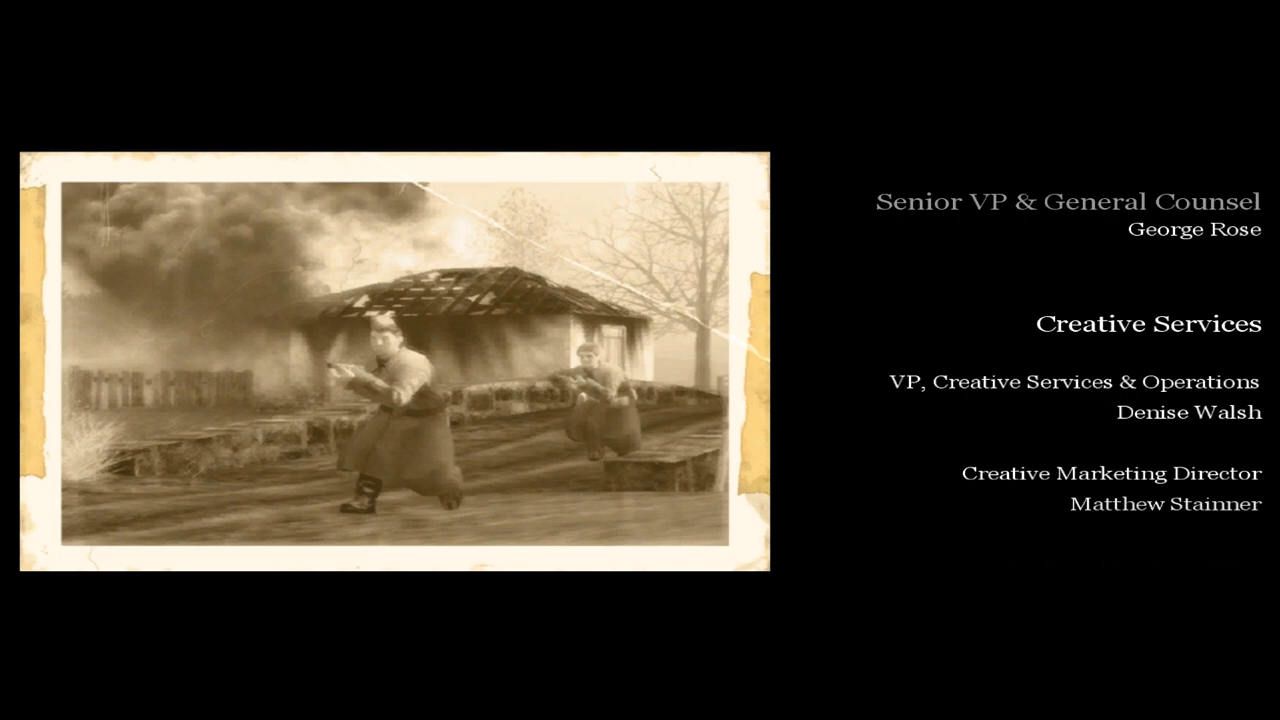 Senior VP & General Counsel
George Rose
Creative Services
VP, Creative Services & Operations
Denise Walsh
Creative Marketing Director
Matthew Stainner